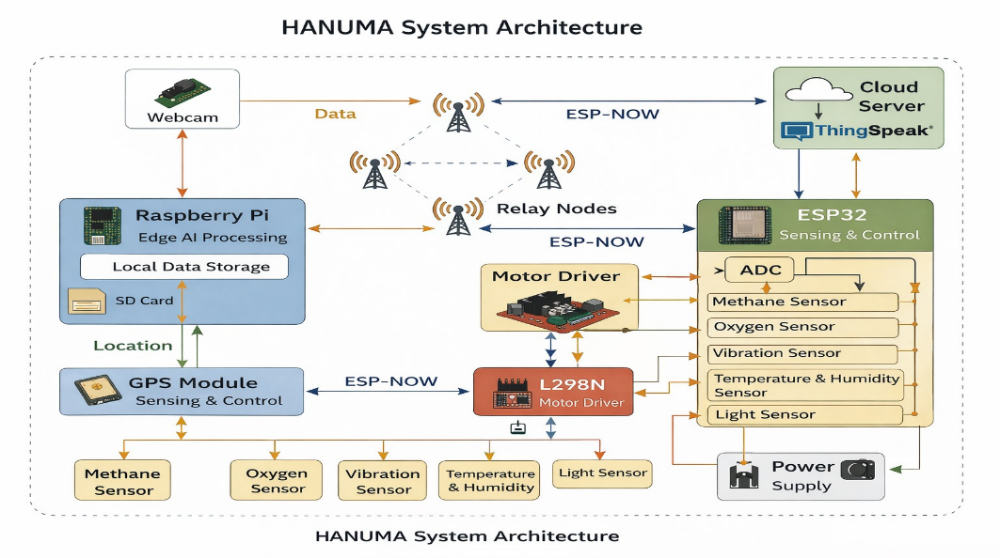 HANUMA System Architecture
Webcam
Data
ESP-NOW
Cloud
Server
ThingSpeak
Relay Nodes
ESP-NOW
Raspberry Pi
Edge AI Processing
Local Data Storage
SD Card
Location
ESP32
Sensing & Control
ADC
Methane Sensor
Oxygen Sensor
Vibration Sensor
Temperature & Humidity
Sensor
Light Sensor
Motor Driver
GPS Module
Sensing & Control
ESP-NOW
L298N
Motor Driver
Methane
Sensor
Oxygen
Sensor
Vibration
Sensor
Temperature
& Humidity
Light Sensor
Power
Supply
HANUMA System Architecture